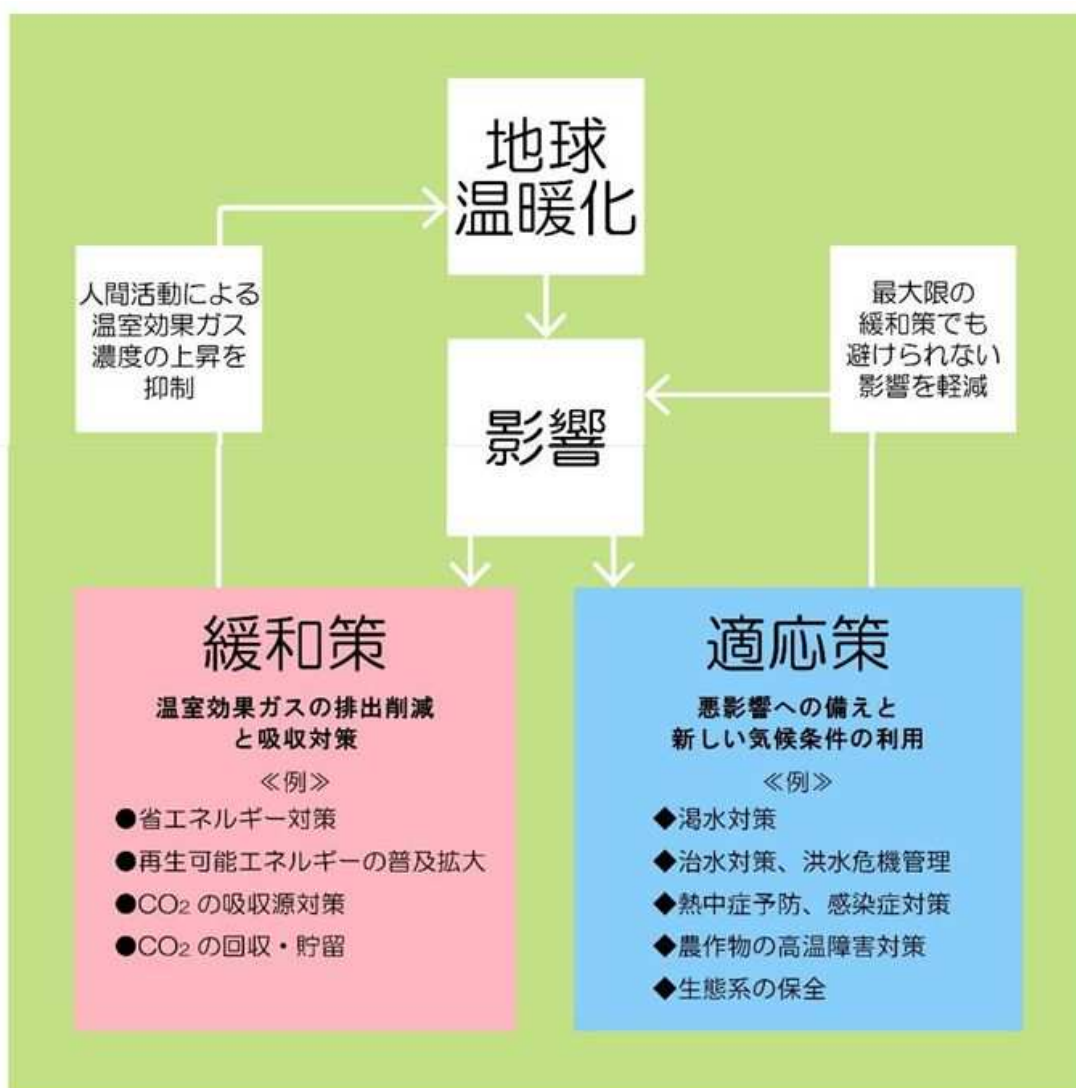 地球
温暖化
人間活動による
温室効果ガス
濃度の上昇を
抑制
最大限の
緩和策でも
避けられない
影響を軽減
影響
緩和策
温室効果ガスの排出削減
と吸収対策
≪例≫
●省エネルギー対策
●再生可能エネルギーの普及拡大
●CO₂の吸収源対策
●CO₂の回収・貯留
適応策
悪影響への備えと
新しい気候条件の利用
≪例≫
◆渇水対策
◆治水対策、洪水危機管理
◆熱中症予防、感染症対策
◆農作物の高温障害対策
◆生態系の保全